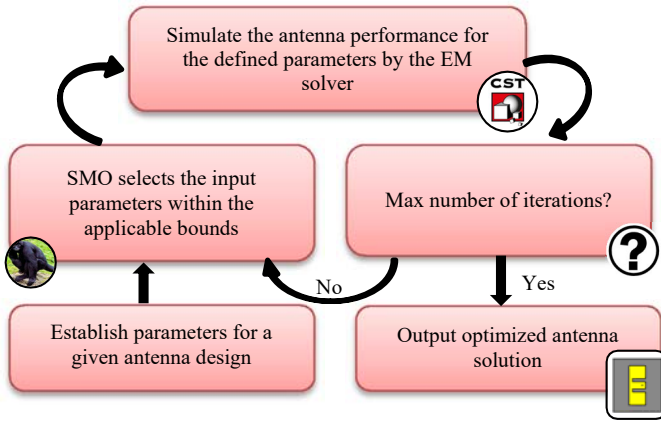 Simulate the antenna performance for
the defined parameters by the EM
solver
CST
SMO selects the input
parameters within the
applicable bounds
Max number of iterations?
?
No
Yes
Establish parameters for a
given antenna design
Output optimized antenna
solution